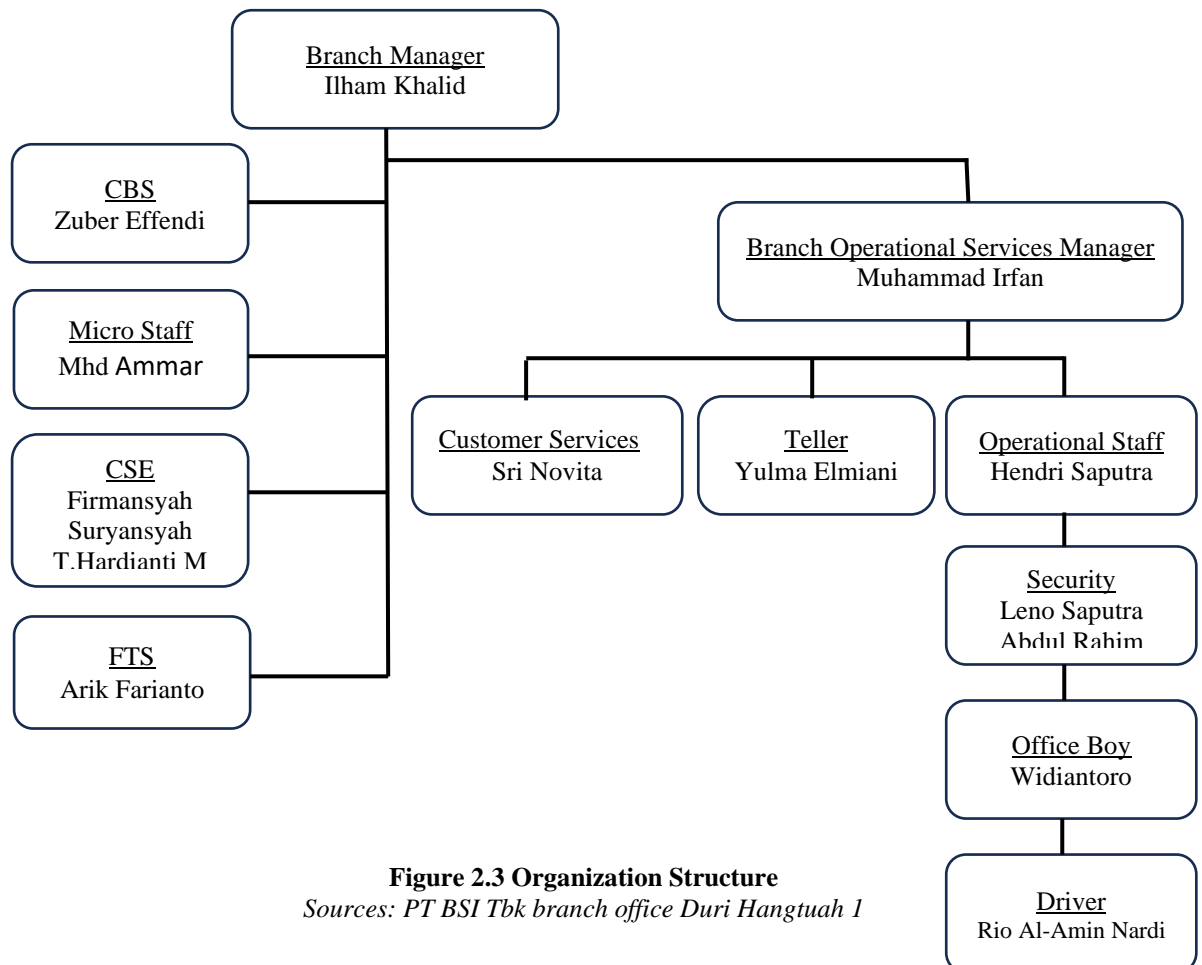 Branch Manager
Ilham Khalid
CBS
Zuber Effendi
Branch Operational Services Manager
Muhammad Irfan
Micro Staff
Mhd Ammar
Customer Services
Sri Novita
Teller
Yulma Elmiani
Operational Staff
Hendri Saputra
CSE
Firmansyah
Suryansyah
T.Hardianti M
Security
Leno Saputra
Abdul Rahim
FTS
Arik Farianto
Office Boy
Widiantoro
Driver
Rio Al-Amin Nardi
Figure 2.3 Organization Structure
Sources: PT BSI Tbk branch office Duri Hangtuah 1